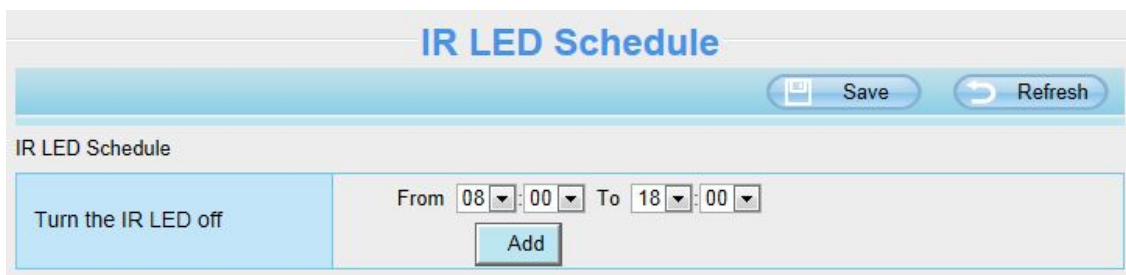 IR LED Schedule
Save Refresh
IR LED Schedule
Turn the IR LED off From 08 : 00 To 18 : 00
Add